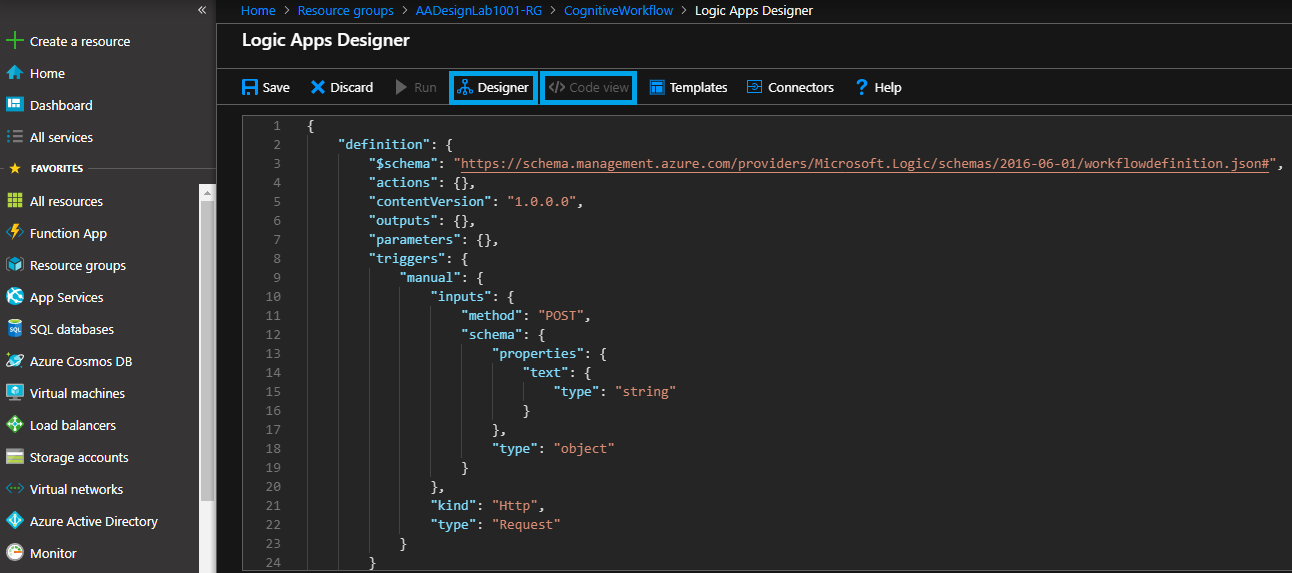 «
Create a resource
Home
Dashboard
All services
FAVORITES
All resources
Function App
Resource groups
App Services
SQL databases
Azure Cosmos DB
Virtual machines
Load balancers
Storage accounts
Virtual networks
Azure Active Directory
Monitor
Home > Resource groups > AADesignLab1001-RG > CognitiveWorkflow > Logic Apps Designer
Logic Apps Designer
Save Discard Run Designer </> Code view Templates Connectors ? Help
1 {
2 "definition": {
3 "$schema": "https://schema.management.azure.com/providers/Microsoft.Logic/schemas/2016-06-01/workflowdefinition.json#",
4 "actions": {},
5 "contentVersion": "1.0.0.0",
6 "outputs": {},
7 "parameters": {},
8 "triggers": {
9 "manual": {
10 "inputs": {
11 "method": "POST",
12 "schema": {
13 "properties": {
14 "text": {
15 "type": "string"
16 }
17 },
18 "type": "object"
19 }
20 },
21 "kind": "Http",
22 "type": "Request"
23 }
24 }